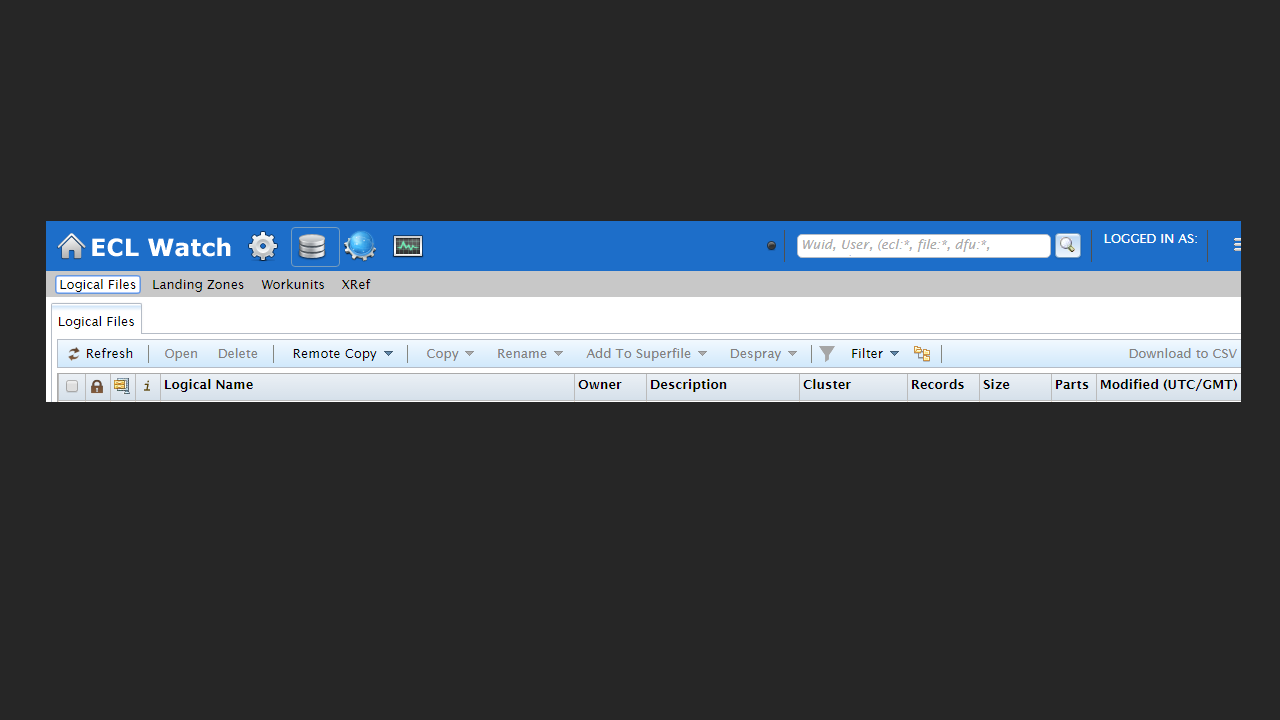 ECL Watch
Wuid, User, (ecl:*, file:*, dfu:*,
LOGGED IN AS:
Logical Files Landing Zones Workunits XRef
Logical Files
Refresh Open Delete Remote Copy Copy Rename Add To Superfile Despray Filter Download to CSV
i Logical Name Owner Description Cluster Records Size Parts Modified (UTC/GMT)